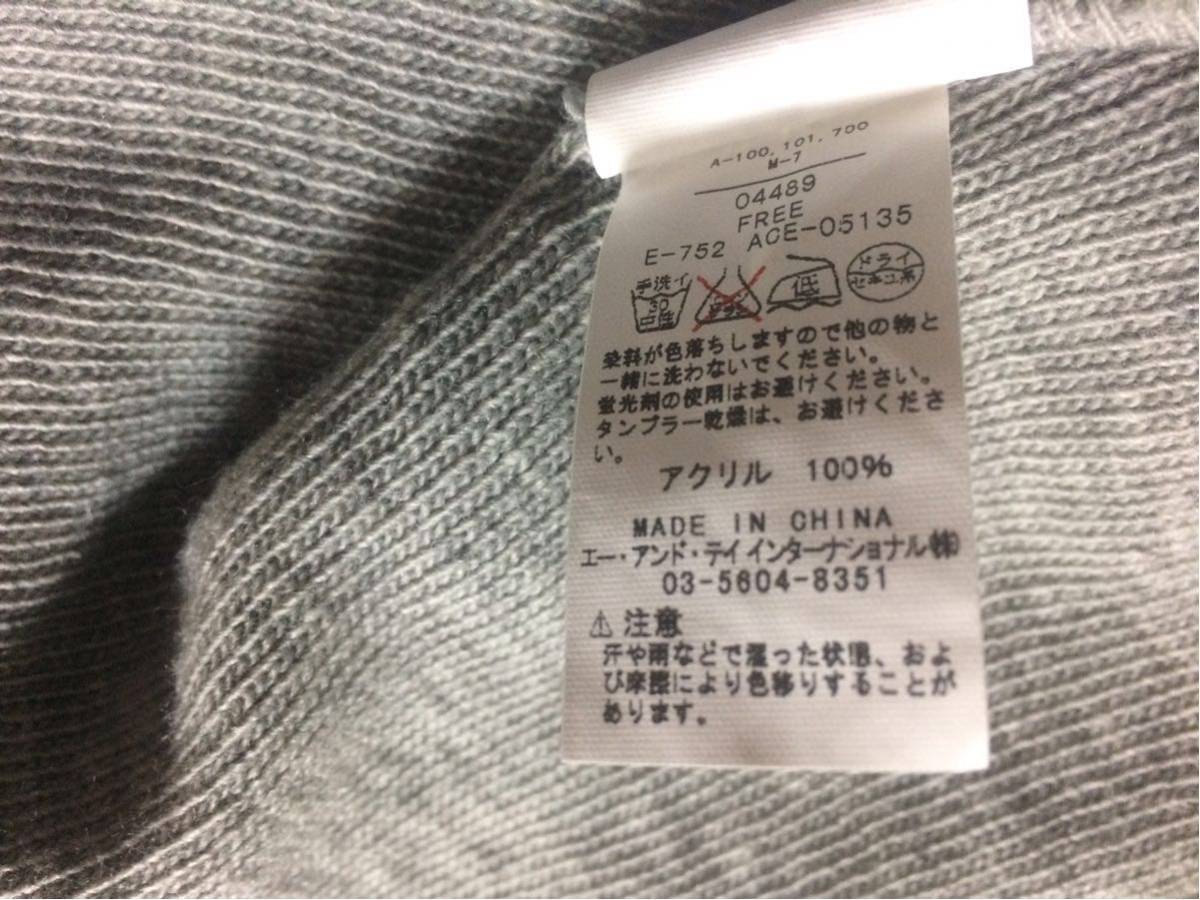 A-100, 101, 700
M-7
04489
FREE
E-752 ACE-05135
手洗イ
30
中性
低
ドライ
セキユ系
染料が色落ちしますので他の物と
一緒に洗わないでください。
蛍光剤の使用はお避けください。
タンブラー乾燥は、お避けくださ
い。
アクリル 100%
MADE IN CHINA
エー・アンド・テイインターナショナル㈱
03-5604-8351
⚠ 注意
汗や雨などで湿った状態、およ
び摩擦により色移りすることが
あります。